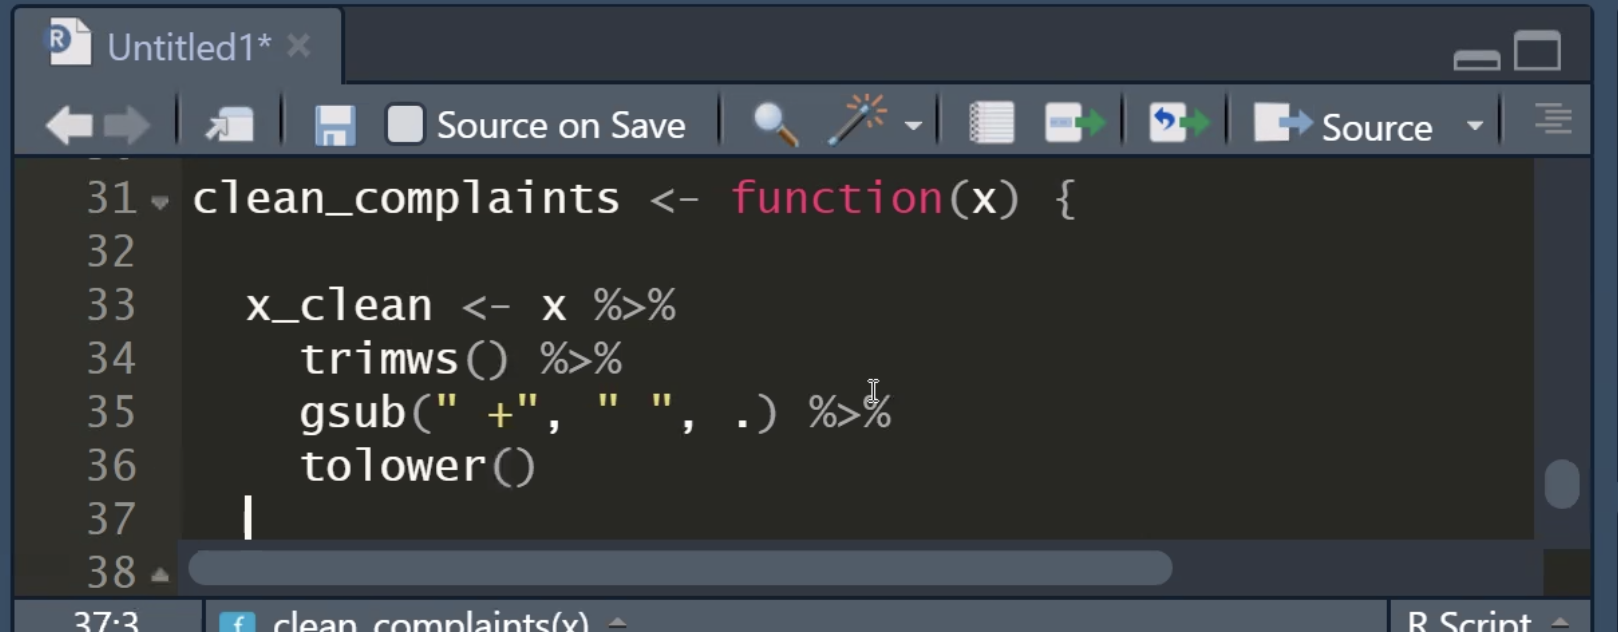 Untitled1*
Source on Save
Source
31 clean_complaints <- function(x) {
32
33 x_clean <- x %>%
34 trimws() %>%
35 gsub(" +", " ", .) %>%
36 tolower()
37
38
37:3 clean_complaints(x) R Script